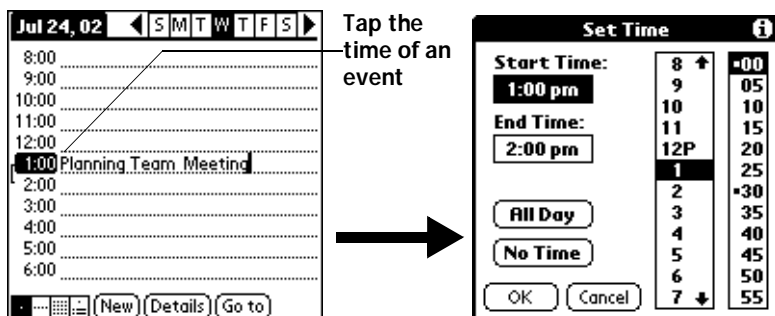 Jul 24, 02 S M T W T F S
8:00
9:00
10:00
11:00
12:00
1:00 Planning Team Meeting
2:00
3:00
4:00
5:00
6:00
New Details Go to
Tap the
time of an
event
Set Time i
Start Time:
1:00 pm
End Time:
2:00 pm
All Day
No Time
OK Cancel
8
9
10
11
12P
1
2
3
4
5
6
7
00
05
10
15
20
25
30
35
40
45
50
55